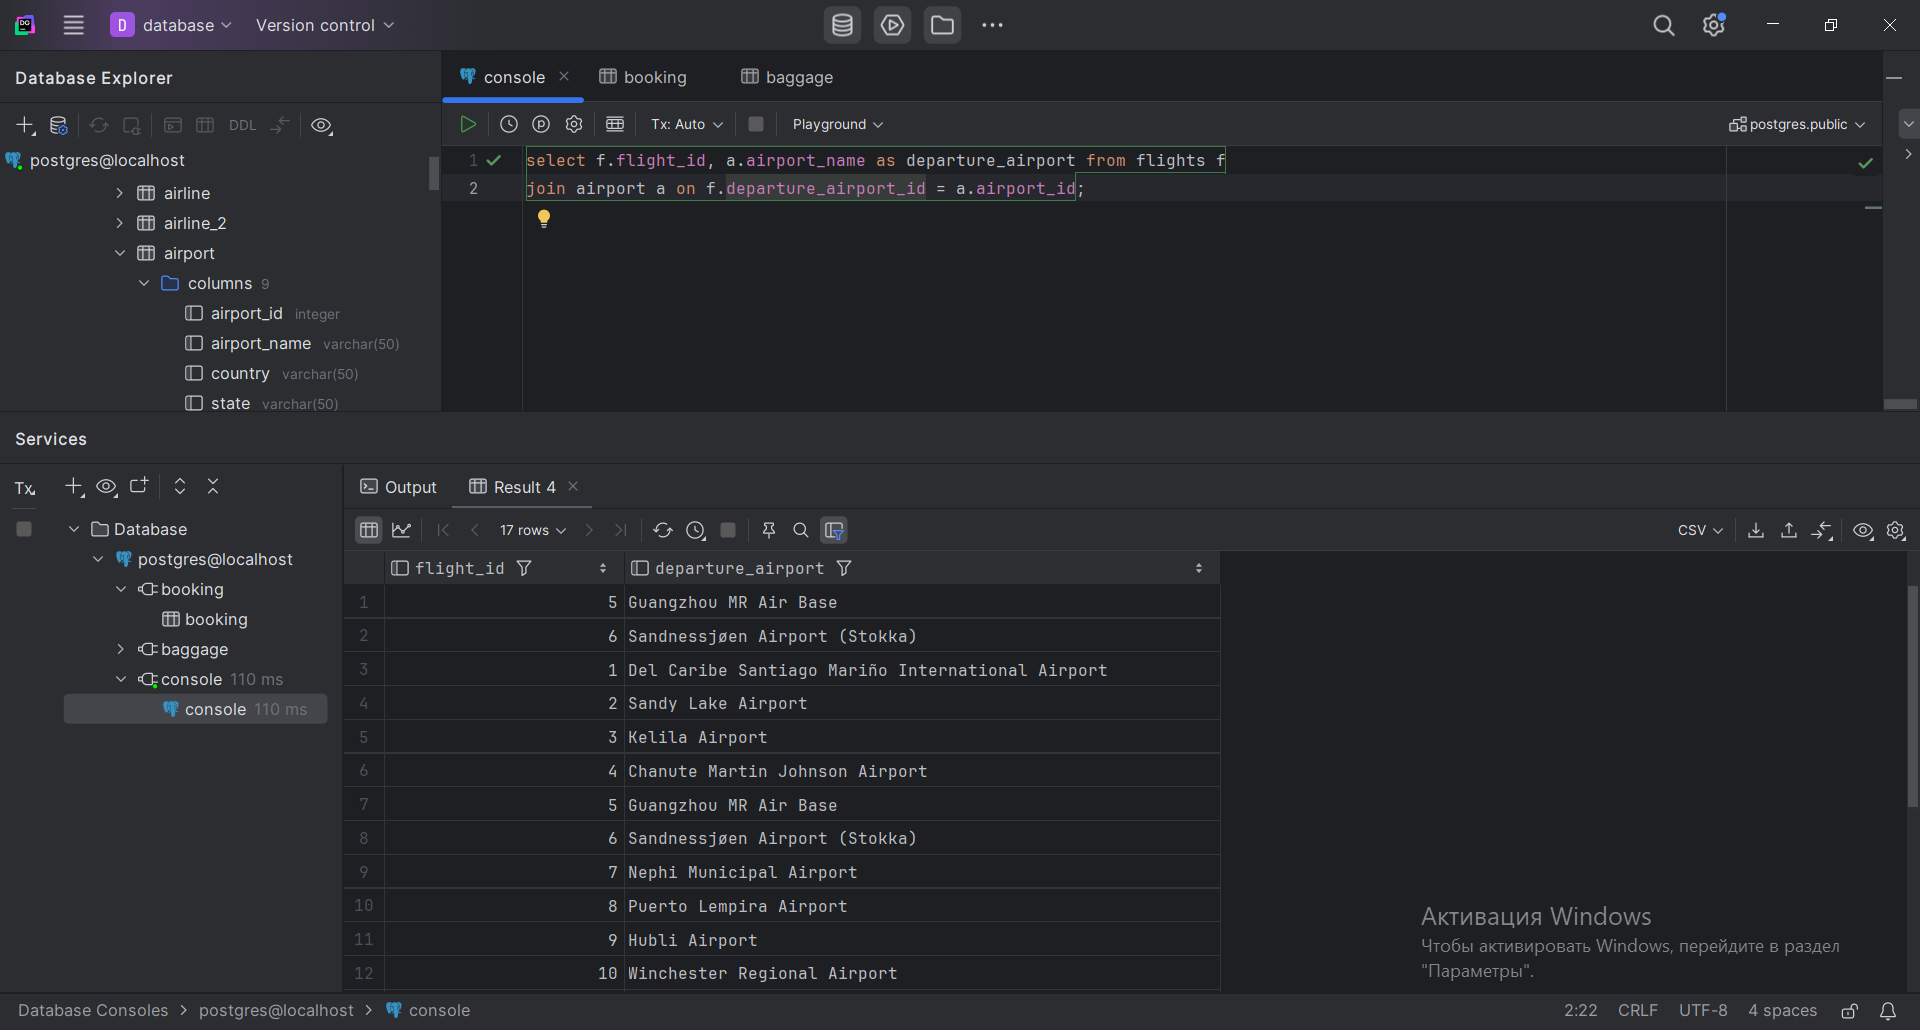 D database Version control
Database Explorer
console booking baggage
DDL
Tx: Auto Playground postgres.public
postgres@localhost
airline
airline_2
airport
columns 9
airport_id integer
airport_name varchar(50)
country varchar(50)
state varchar(50)
1 select f.flight_id, a.airport_name as departure_airport from flights f
2 join airport a on f.departure_airport_id = a.airport_id;
Services
Tx
Database
postgres@localhost
booking
booking
baggage
console 110 ms
console 110 ms
Output Result 4
17 rows CSV
flight_id departure_airport
1 5 Guangzhou MR Air Base
2 6 Sandnessjøen Airport (Stokka)
3 1 Del Caribe Santiago Mariño International Airport
4 2 Sandy Lake Airport
5 3 Kelila Airport
6 4 Chanute Martin Johnson Airport
7 5 Guangzhou MR Air Base
8 6 Sandnessjøen Airport (Stokka)
9 7 Nephi Municipal Airport
10 8 Puerto Lempira Airport
11 9 Hubli Airport
12 10 Winchester Regional Airport
Активация Windows
Чтобы активировать Windows, перейдите в раздел
"Параметры".
Database Consoles postgres@localhost console
2:22 CRLF UTF-8 4 spaces